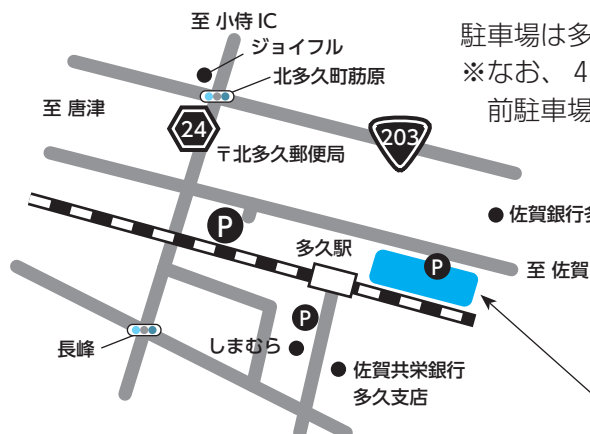 至 小侍 IC
ジョイフル
北多久町莇原
至 唐津
24
〒北多久郵便局
203
駐車場は多
※なお、4
前駐車場
P
多久駅
佐賀銀行多
P
至 佐賀
P
しまむら
長峰
佐賀共栄銀行
多久支店